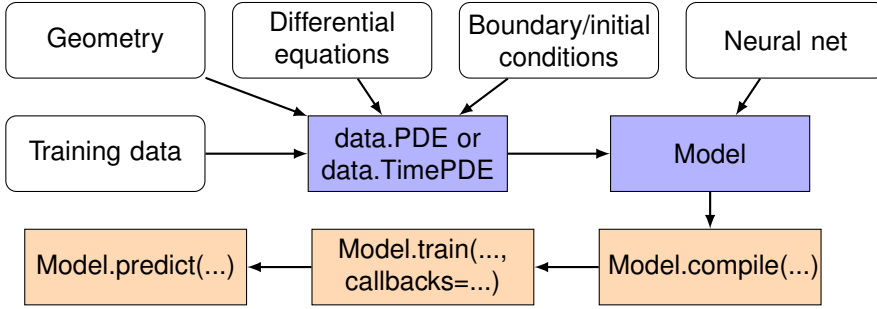 Geometry
Differential
equations
Boundary/initial
conditions
Neural net
Training data
data.PDE or
data.TimePDE
Model
Model.predict(...)
Model.train(...,
callbacks=...)
Model.compile(...)